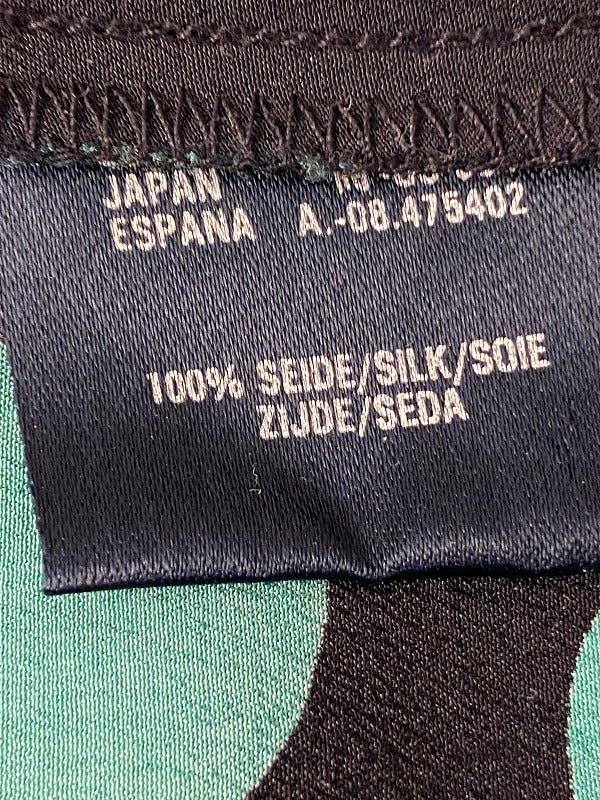 JAPAN
ESPANA A.-08.475402
100% SEIDE/SILK/SOIE
ZIJDE/SEDA